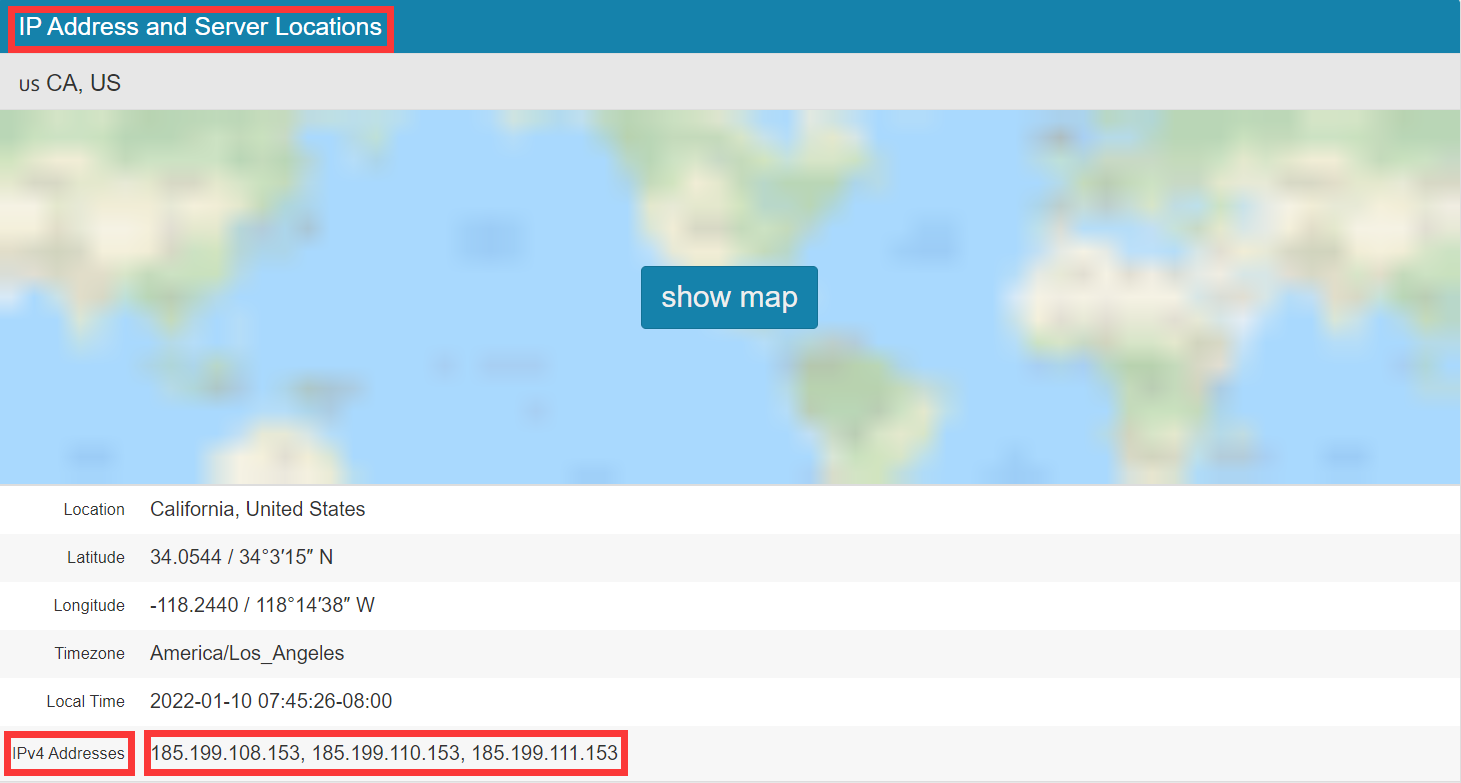 IP Address and Server Locations
US CA, US
show map
Location California, United States
Latitude 34.0544 / 34°3′15″ N
Longitude -118.2440 / 118°14′38″ W
Timezone America/Los_Angeles
Local Time 2022-01-10 07:45:26-08:00
IPv4 Addresses 185.199.108.153, 185.199.110.153, 185.199.111.153